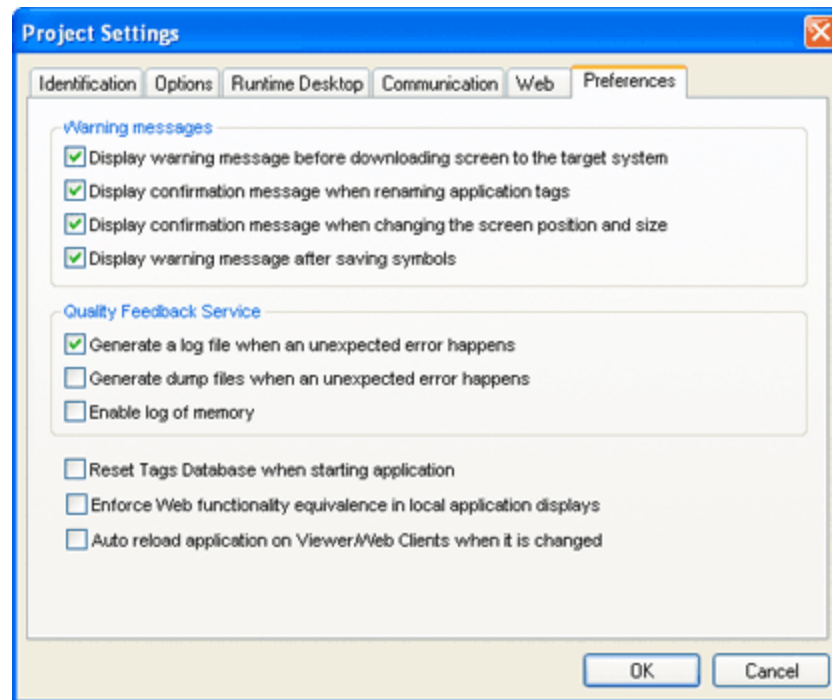 Project Settings
Identification Options Runtime Desktop Communication Web Preferences
Warning messages
Display warning message before downloading screen to the target system
Display confirmation message when renaming application tags
Display confirmation message when changing the screen position and size
Display warning message after saving symbols
Quality Feedback Service
Generate a log file when an unexpected error happens
Generate dump files when an unexpected error happens
Enable log of memory
Reset Tags Database when starting application
Enforce Web functionality equivalence in local application displays
Auto reload application on Viewer/Web Clients when it is changed
OK Cancel